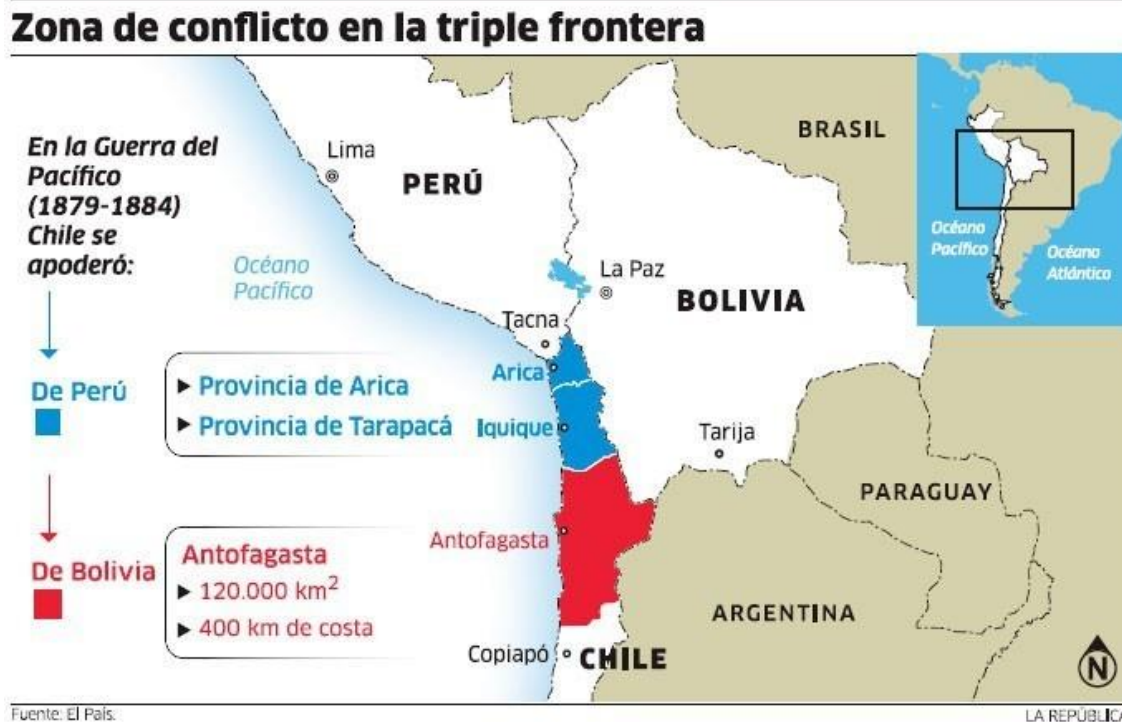 Zona de conflicto en la triple frontera
En la Guerra del
Pacífico
(1879-1884)
Chile se
apoderó:
De Perú
► Provincia de Arica
► Provincia de Tarapacá
De Bolivia
Antofagasta
► 120.000 km²
► 400 km de costa
Océano
Pacífico
Lima
PERÚ
BRASIL
La Paz
BOLIVIA
Tacna
Arica
Iquique
Tarija
PARAGUAY
Antofagasta
ARGENTINA
Copiapó
CHILE
Océano
Pacífico
Océano
Atlántico
N
Fuente: El País.
LA REPÚBLICA